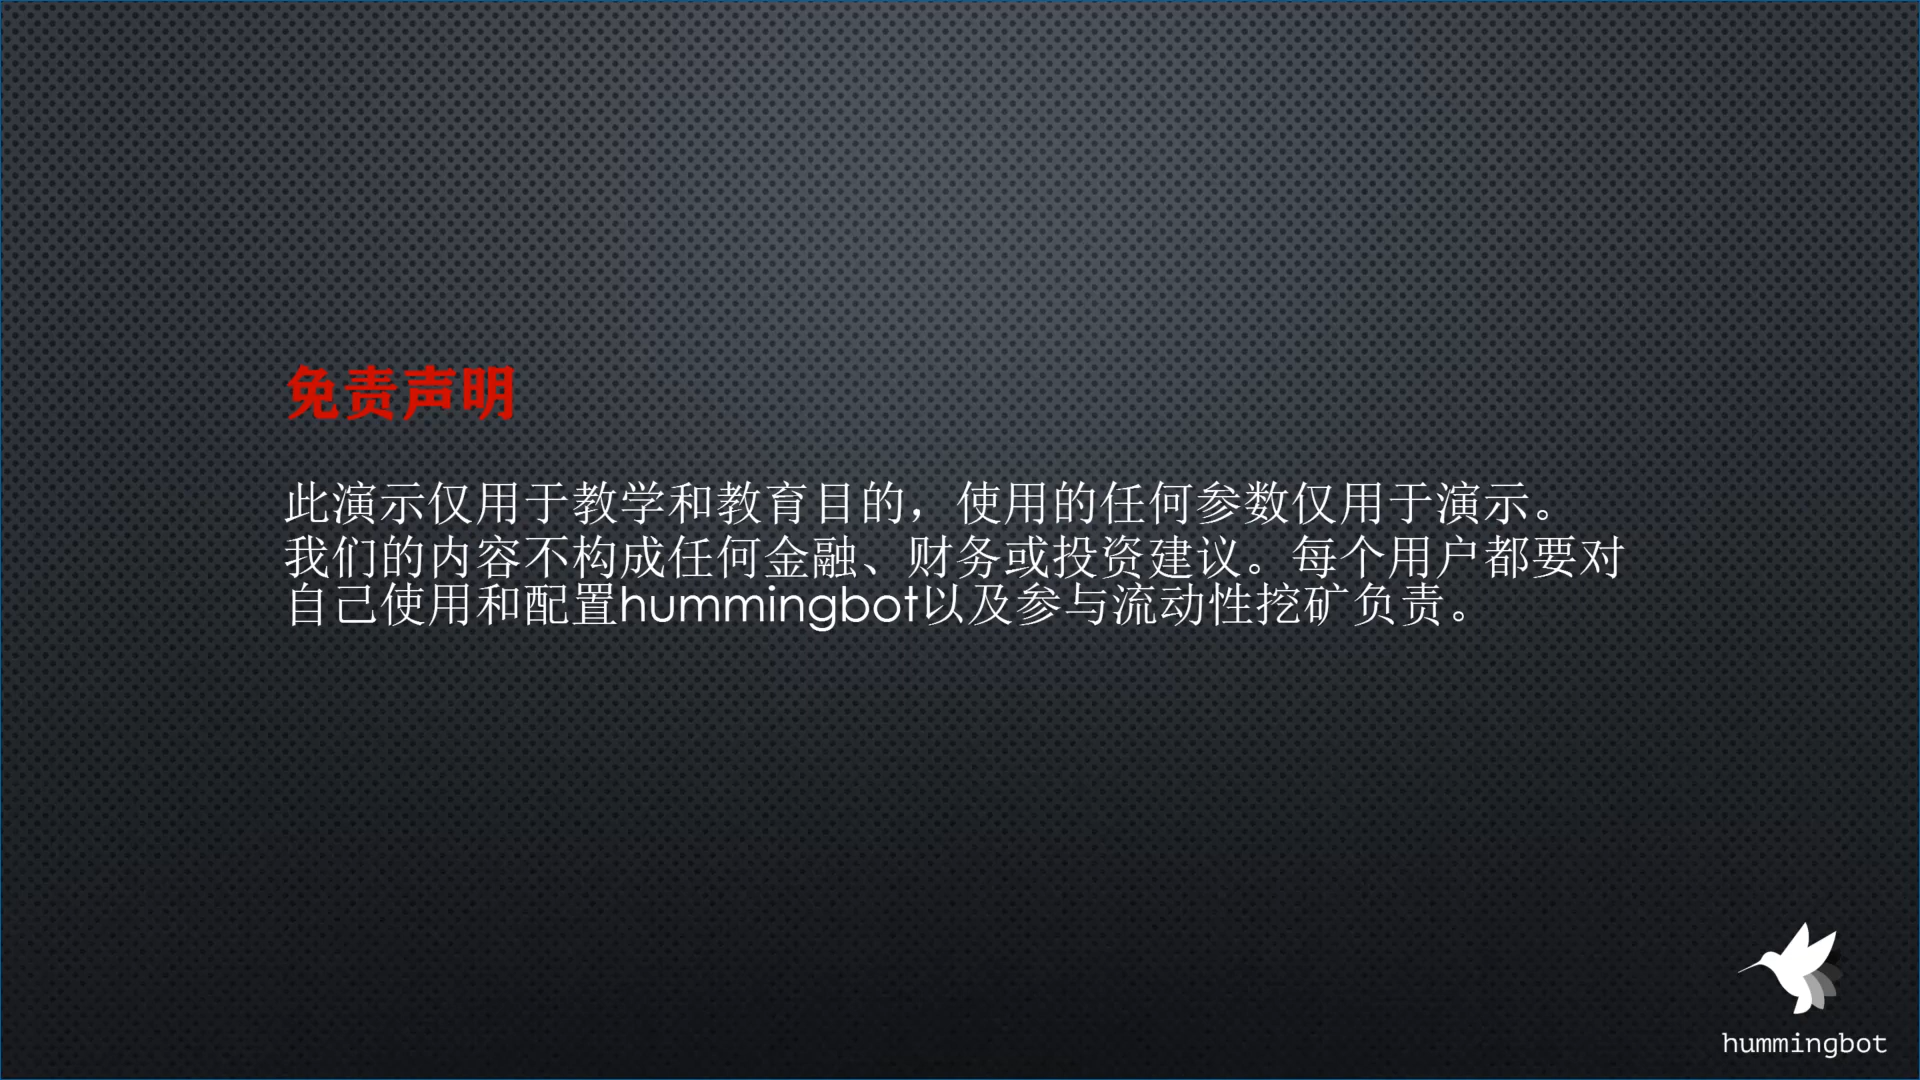 免责声明
此演示仅用于教学和教育目的，使用的任何参数仅用于演示。
我们的内容不构成任何金融、财务或投资建议。每个用户都要对
自己使用和配置hummingbot以及参与流动性挖矿负责。
hummingbot